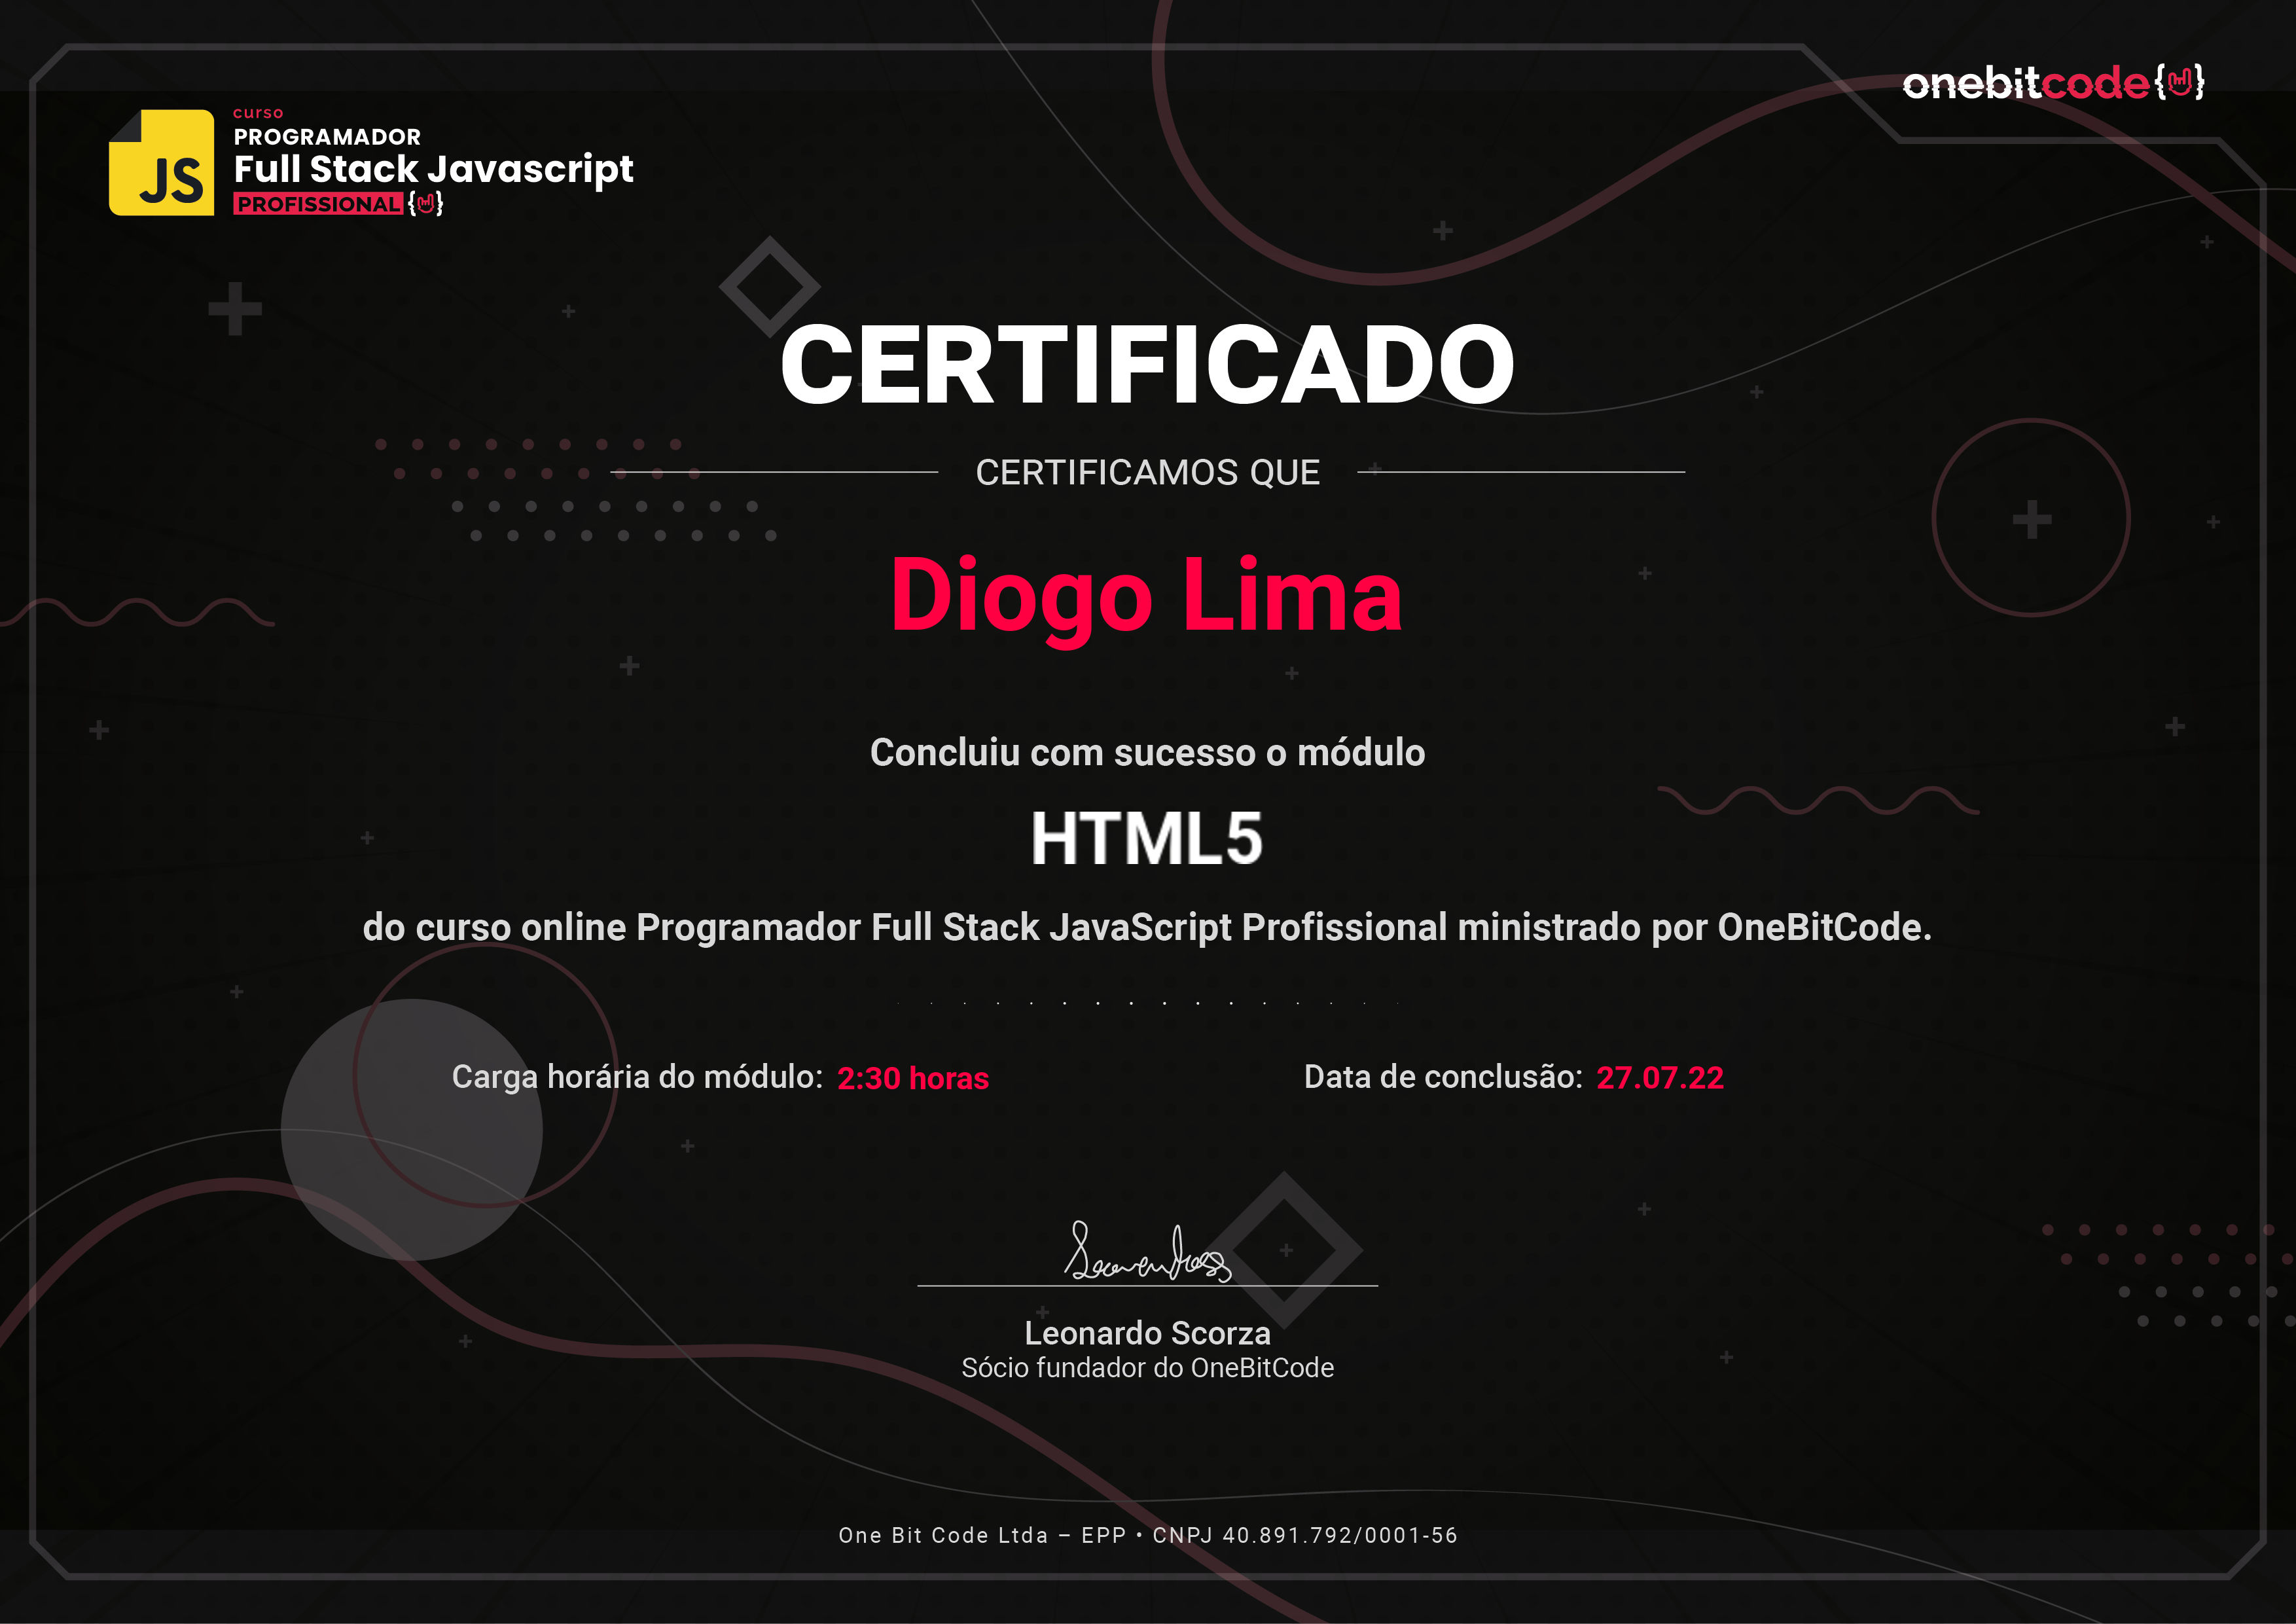 curso
PROGRAMADOR
Full Stack Javascript
PROFISSIONAL
JS
onebitcode
CERTIFICADO
CERTIFICAMOS QUE
Diogo Lima
Concluiu com sucesso o módulo
HTML5
do curso online Programador Full Stack JavaScript Profissional ministrado por OneBitCode.
Carga horária do módulo: 2:30 horas
Data de conclusão: 27.07.22
Leonardo Scorza
Sócio fundador do OneBitCode
One Bit Code Ltda – EPP • CNPJ 40.891.792/0001-56